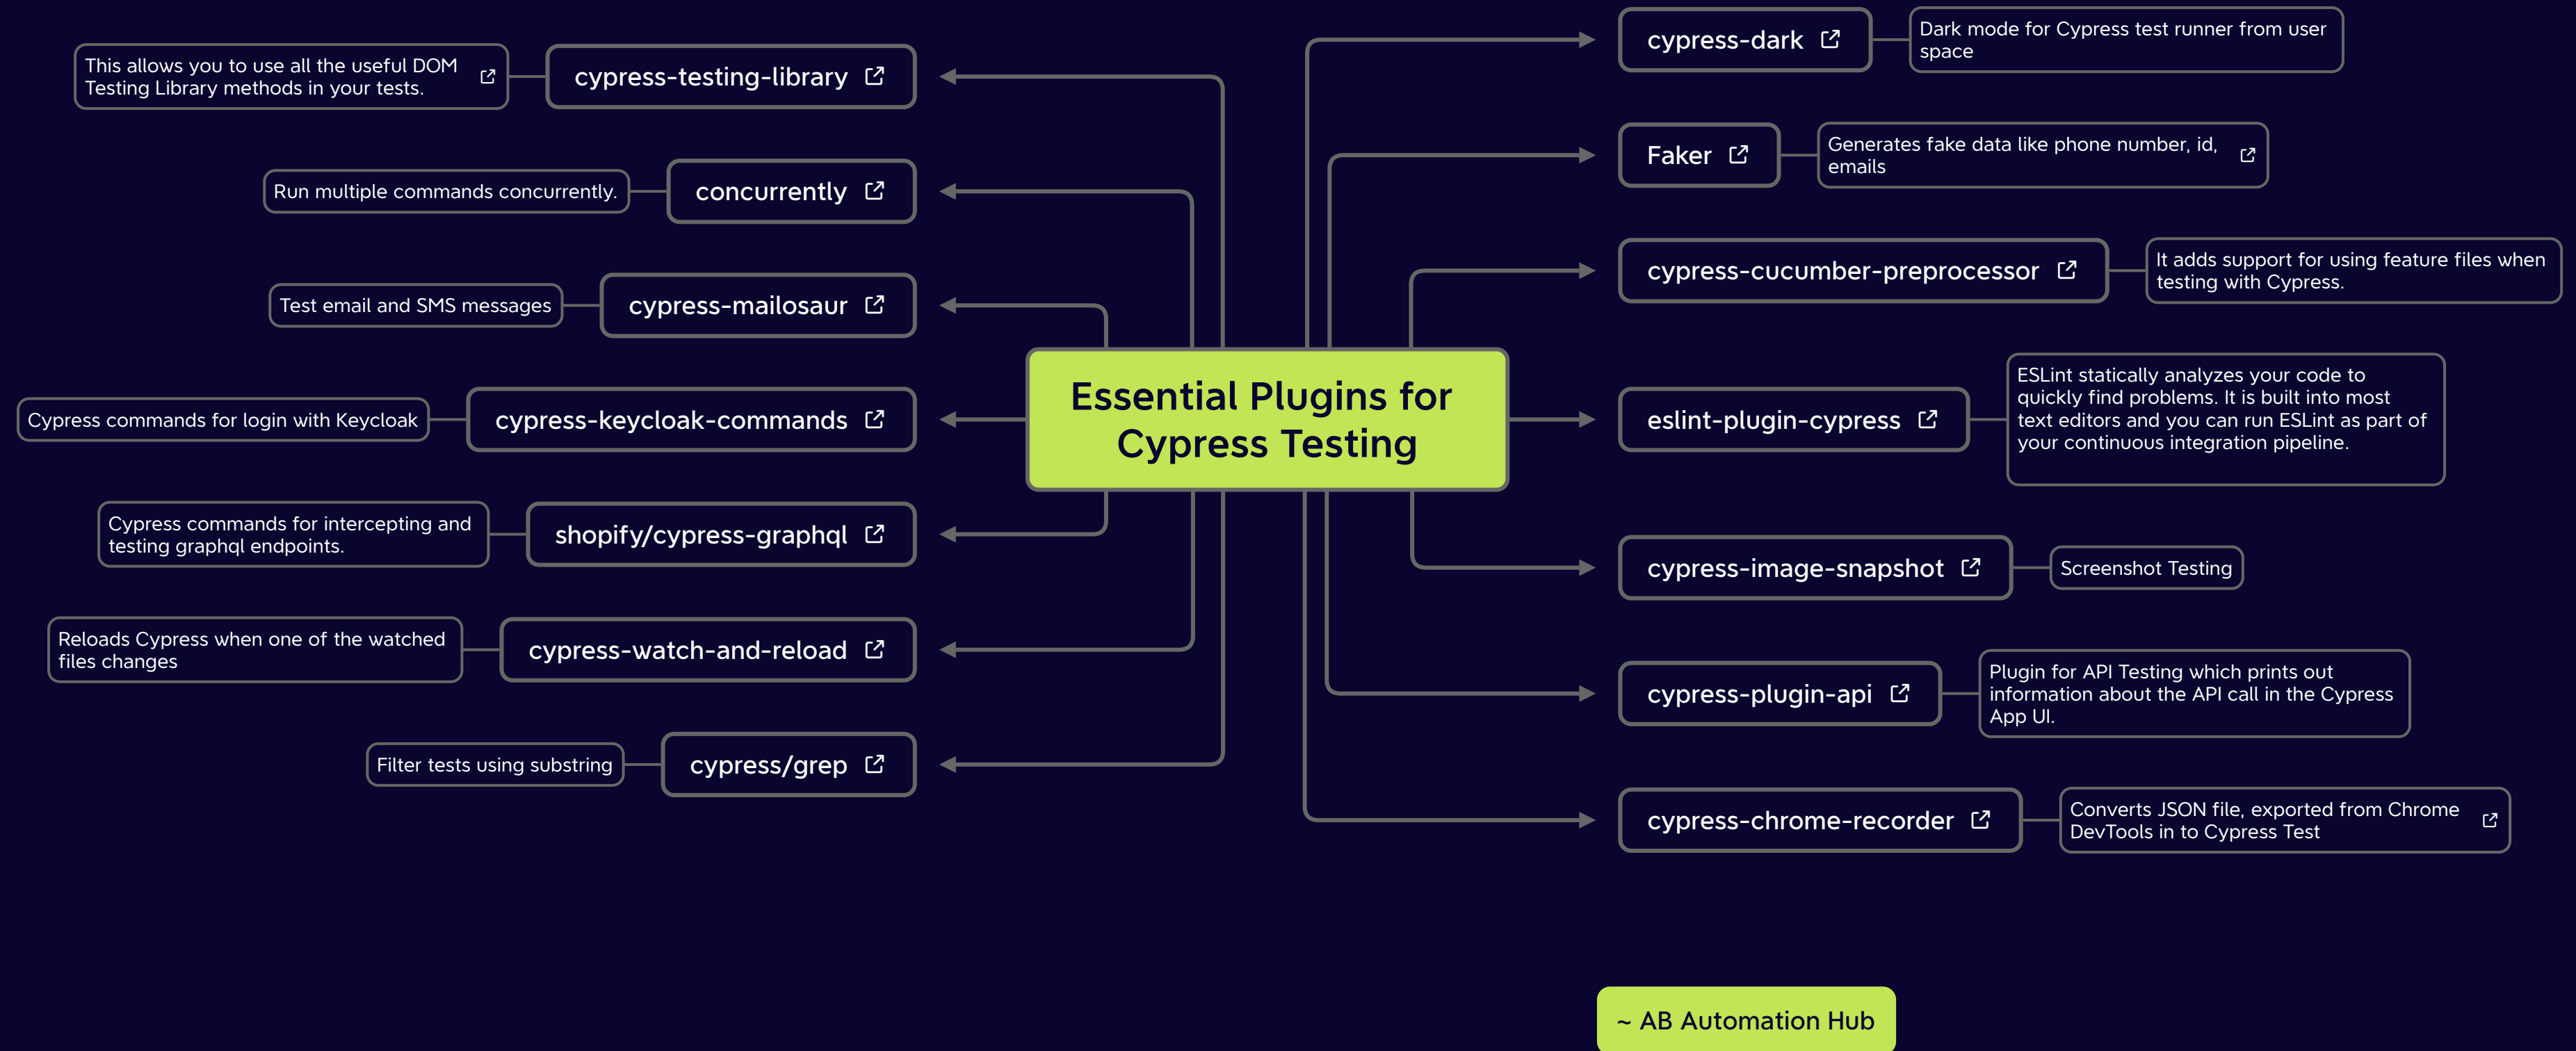 Essential Plugins for
Cypress Testing
cypress-testing-library
This allows you to use all the useful DOM
Testing Library methods in your tests.
concurrently
Run multiple commands concurrently.
cypress-mailosaur
Test email and SMS messages
cypress-keycloak-commands
Cypress commands for login with Keycloak
shopify/cypress-graphql
Cypress commands for intercepting and
testing graphql endpoints.
cypress-watch-and-reload
Reloads Cypress when one of the watched
files changes
cypress/grep
Filter tests using substring
cypress-dark
Dark mode for Cypress test runner from user
space
Faker
Generates fake data like phone number, id,
emails
cypress-cucumber-preprocessor
It adds support for using feature files when
testing with Cypress.
eslint-plugin-cypress
ESLint statically analyzes your code to
quickly find problems. It is built into most
text editors and you can run ESLint as part of
your continuous integration pipeline.
cypress-image-snapshot
Screenshot Testing
cypress-plugin-api
Plugin for API Testing which prints out
information about the API call in the Cypress
App UI.
cypress-chrome-recorder
Converts JSON file, exported from Chrome
DevTools in to Cypress Test
~ AB Automation Hub